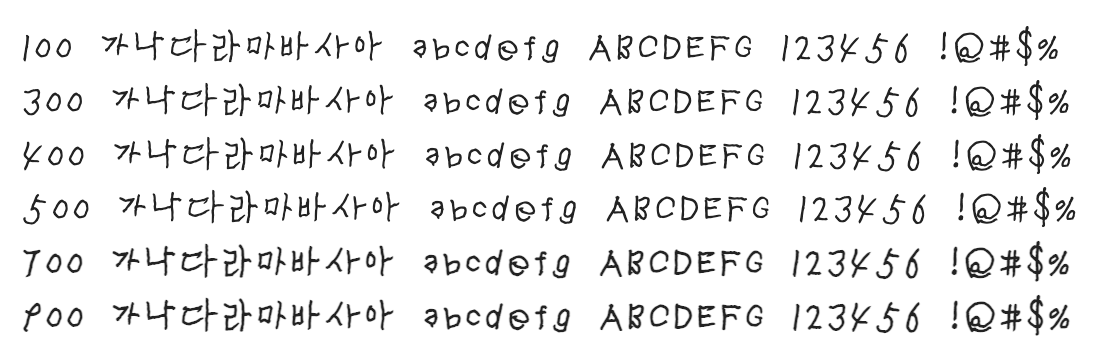 100 가나다라마바사아 abcdefg ABCDEFG 123456 !@#$%
300 가나다라마바사아 abcdefg ABCDEFG 123456 !@#$%
400 가나다라마바사아 abcdefg ABCDEFG 123456 !@#$%
500 가나다라마바사아 abcdefg ABCDEFG 123456 !@#$%
700 가나다라마바사아 abcdefg ABCDEFG 123456 !@#$%
900 가나다라마바사아 abcdefg ABCDEFG 123456 !@#$%